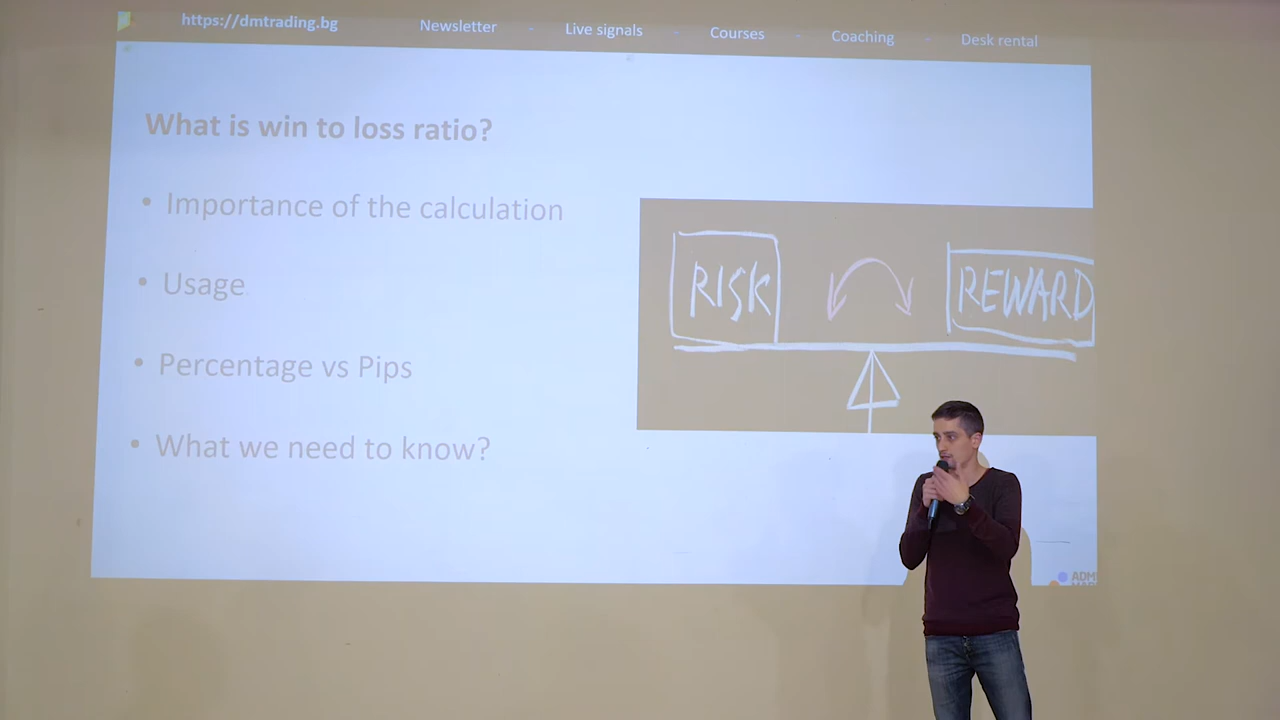 https://dmtrading.bg Newsletter - Live signals - Courses - Coaching - Desk rental
What is win to loss ratio?
• Importance of the calculation
• Usage
• Percentage vs Pips
• What we need to know?
RISK
REWARD